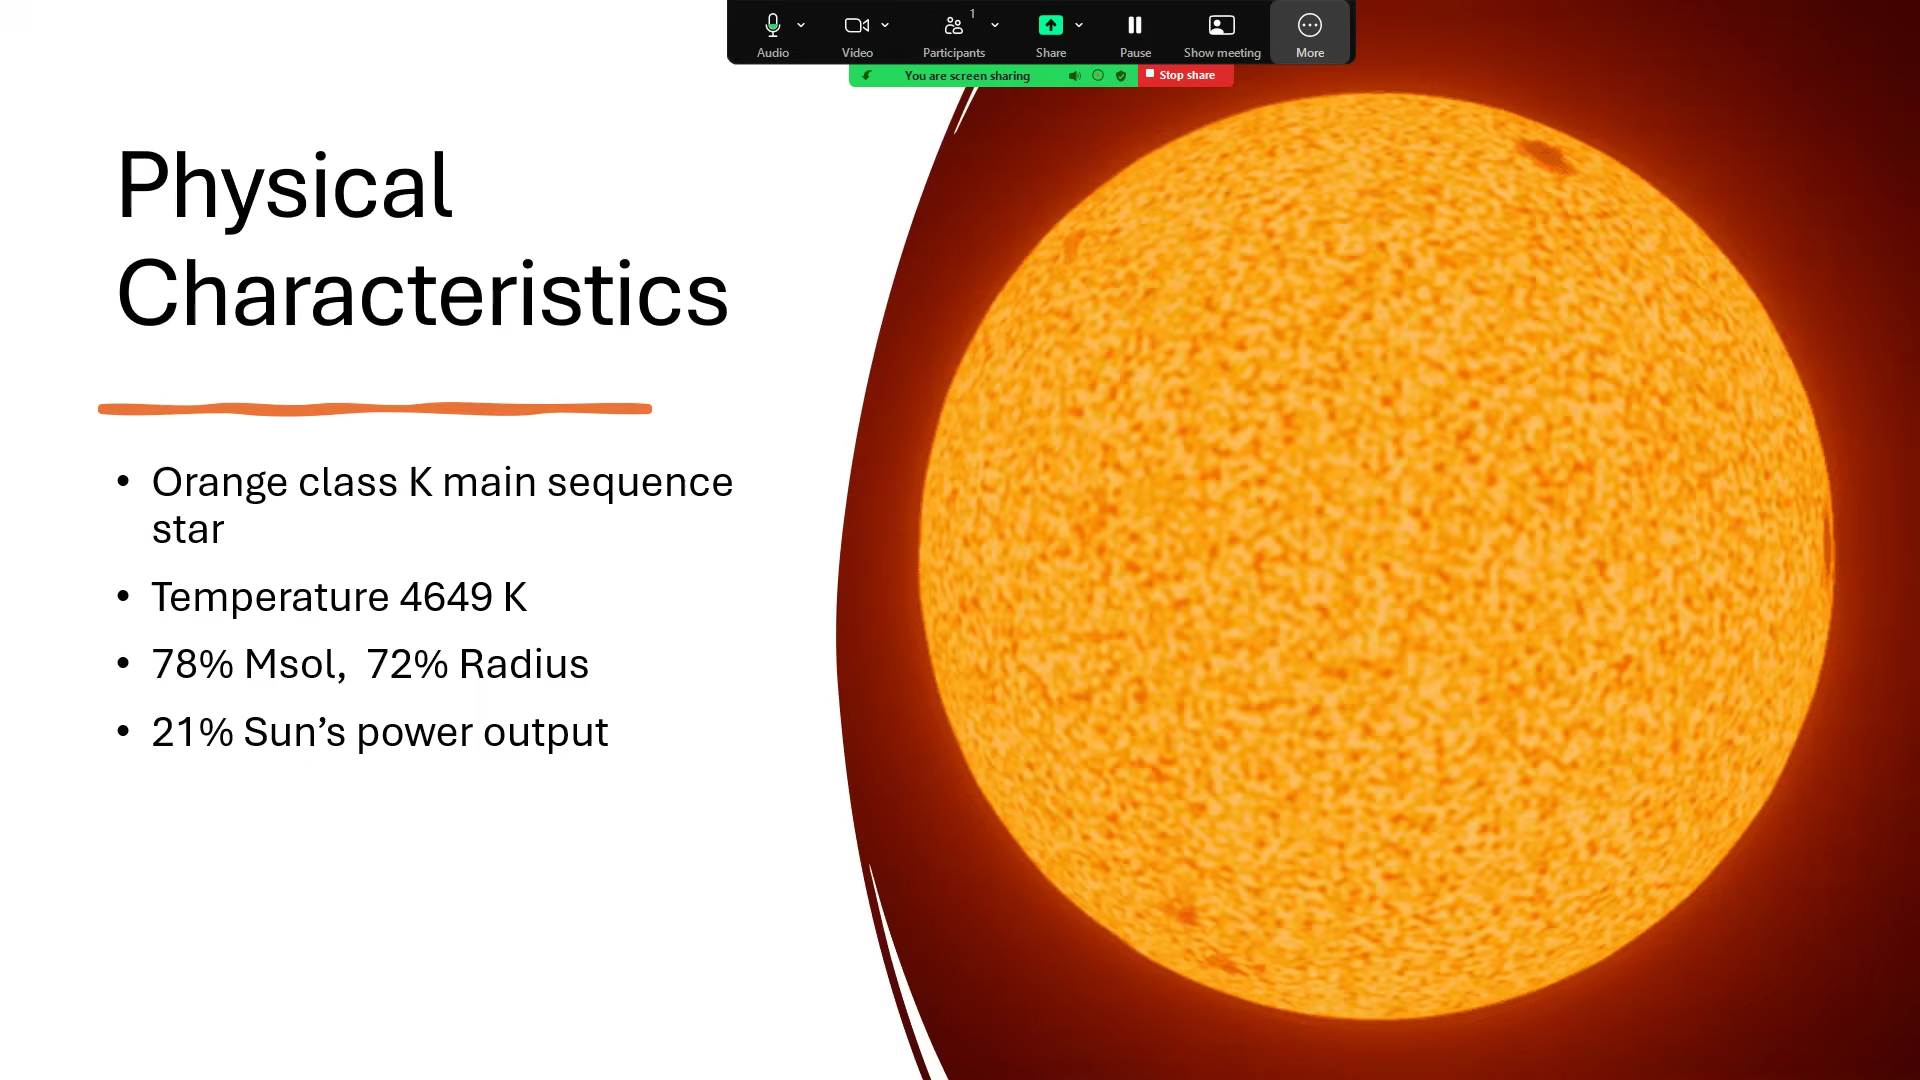 1
Audio
Video
Participants
Share
Pause
Show meeting
More
You are screen sharing
Stop share
Physical
Characteristics
• Orange class K main sequence
star
• Temperature 4649 K
• 78% Msol,  72% Radius
• 21% Sun’s power output